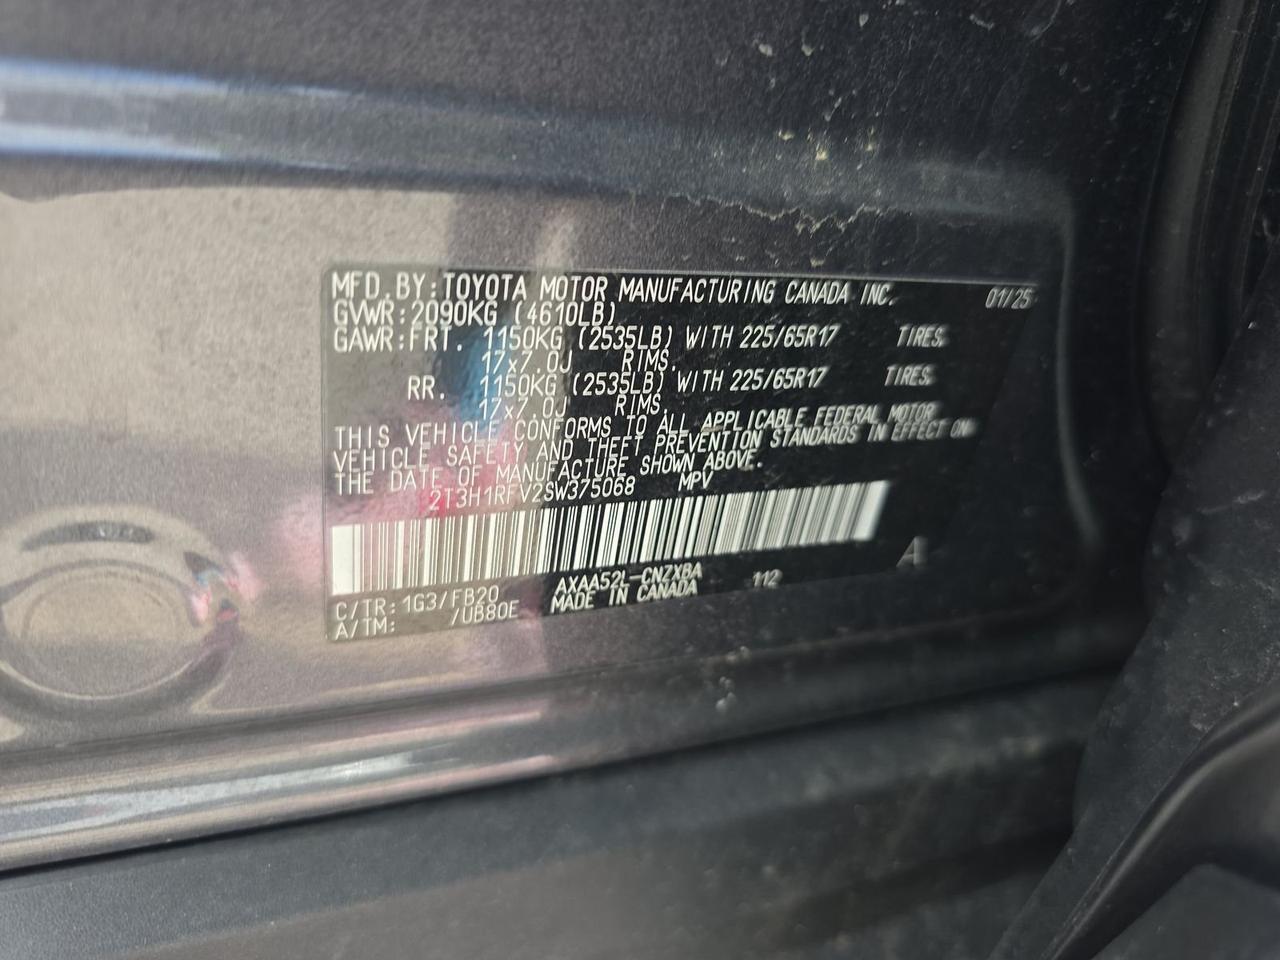 MFD.BY:TOYOTA MOTOR MANUFACTURING CANADA INC. 01/25
GVWR:2090KG (4610LB)
GAWR:FRT. 1150KG (2535LB) WITH 225/65R17 TIRES.
17x7.0J RIMS.
RR. 1150KG (2535LB) WITH 225/65R17 TIRES.
17x7.0J RIMS.
THIS VEHICLE CONFORMS TO ALL APPLICABLE FEDERAL MOTOR
VEHICLE SAFETY AND THEFT PREVENTION STANDARDS IN EFFECT ON
THE DATE OF MANUFACTURE SHOWN ABOVE.
2T3H1RFV2SW375068 MPV
A
AXAA52L-CNZXBA 112
C/TR:1G3/FB20 MADE IN CANADA
A/TM: /UB80E